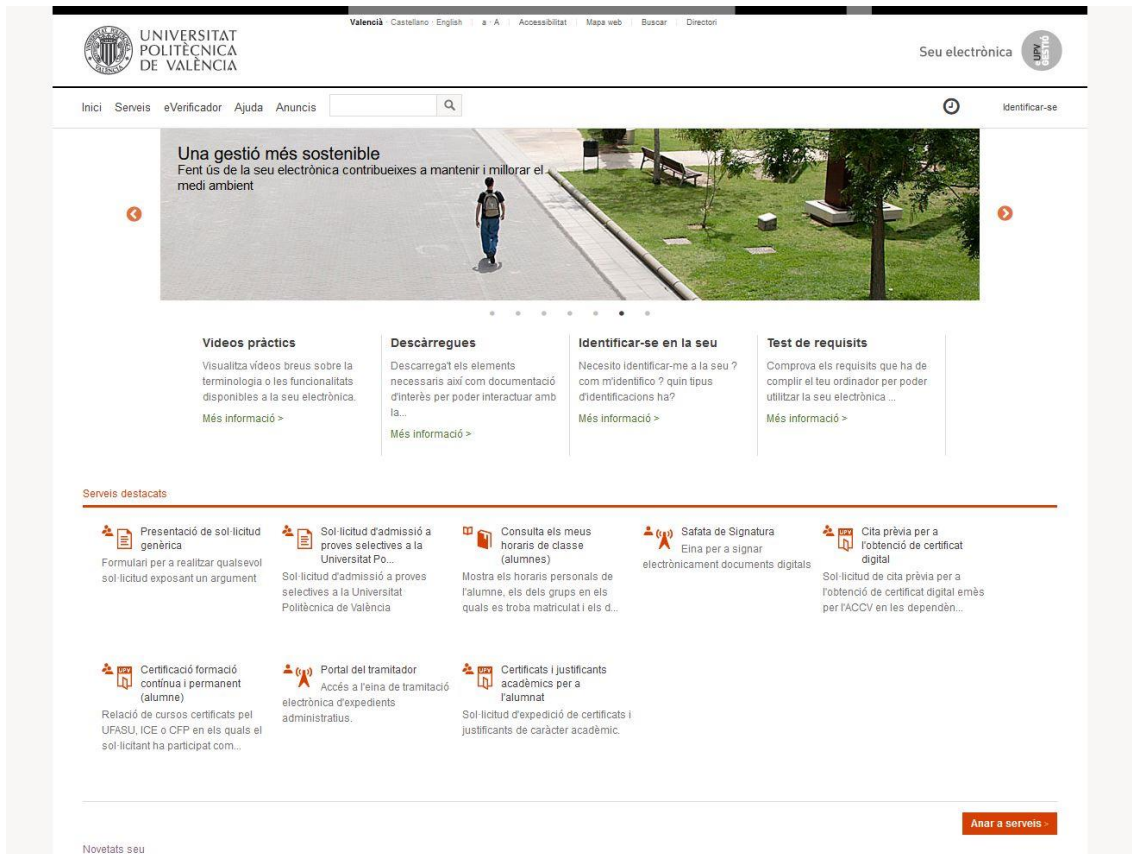 Valencià · Castellano · English | a · A | Accessibilitat | Mapa web | Buscar | Directori
UNIVERSITAT
POLITÈCNICA
DE VALÈNCIA
Seu electrònica
UPV
GESTIÓ
Inici Serveis eVerificador Ajuda Anuncis
Identificar-se
Una gestió més sostenible
Fent ús de la seu electrònica contribueixes a mantenir i millorar el
medi ambient
Videos pràctics
Visualitza vídeos breus sobre la
terminologia o les funcionalitats
disponibles a la seu electrònica.
Més informació >
Descàrregues
Descarrega't els elements
necessaris així com documentació
d'interès per poder interactuar amb
la...
Més informació >
Identificar-se en la seu
Necesito identificar-me a la seu ?
com m'identifico ? quin tipus
d'identificacions ha?
Més informació >
Test de requisits
Comprova els requisits que ha de
complir el teu ordinador per poder
utilitzar la seu electrònica ...
Més informació >
Serveis destacats
Presentació de sol·licitud
genèrica
Formulari per a realitzar qualsevol
sol·licitud exposant un argument
Sol·licitud d'admissió a
proves selectives a la
Universitat Po...
Sol·licitud d'admissió a proves
selectives a la Universitat
Politècnica de València
Consulta els meus
horaris de classe
(alumnes)
Mostra els horaris personals de
l'alumne, els dels grups en els
quals es troba matriculat i els d...
Safata de Signatura
Eina per a signar
electrònicament documents digitals
UPV
Cita prèvia per a
l'obtenció de certificat
digital
Sol·licitud de cita prèvia per a
l'obtenció de certificat digital emès
per l'ACCV en les dependèn...
UPV
Certificació formació
contínua i permanent
(alumne)
Relació de cursos certificats pel
UFASU, ICE o CFP en els quals el
sol·licitant ha participat com...
Portal del tramitador
Accés a l'eina de tramitació
electrònica d'expedients
administratius.
UPV
Certificats i justificants
acadèmics per a
l'alumnat
Sol·licitud d'expedició de certificats i
justificants de caràcter acadèmic.
Anar a serveis >
Novetats seu